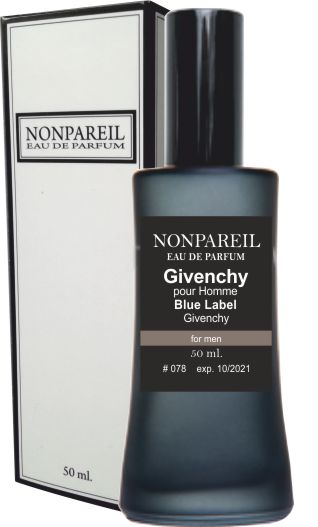 NONPAREIL
EAU DE PARFUM
50 ml.
NONPAREIL
EAU DE PARFUM
Givenchy
pour Homme
Blue Label
Givenchy
for men
50 ml.
# 078 exp. 10/2021